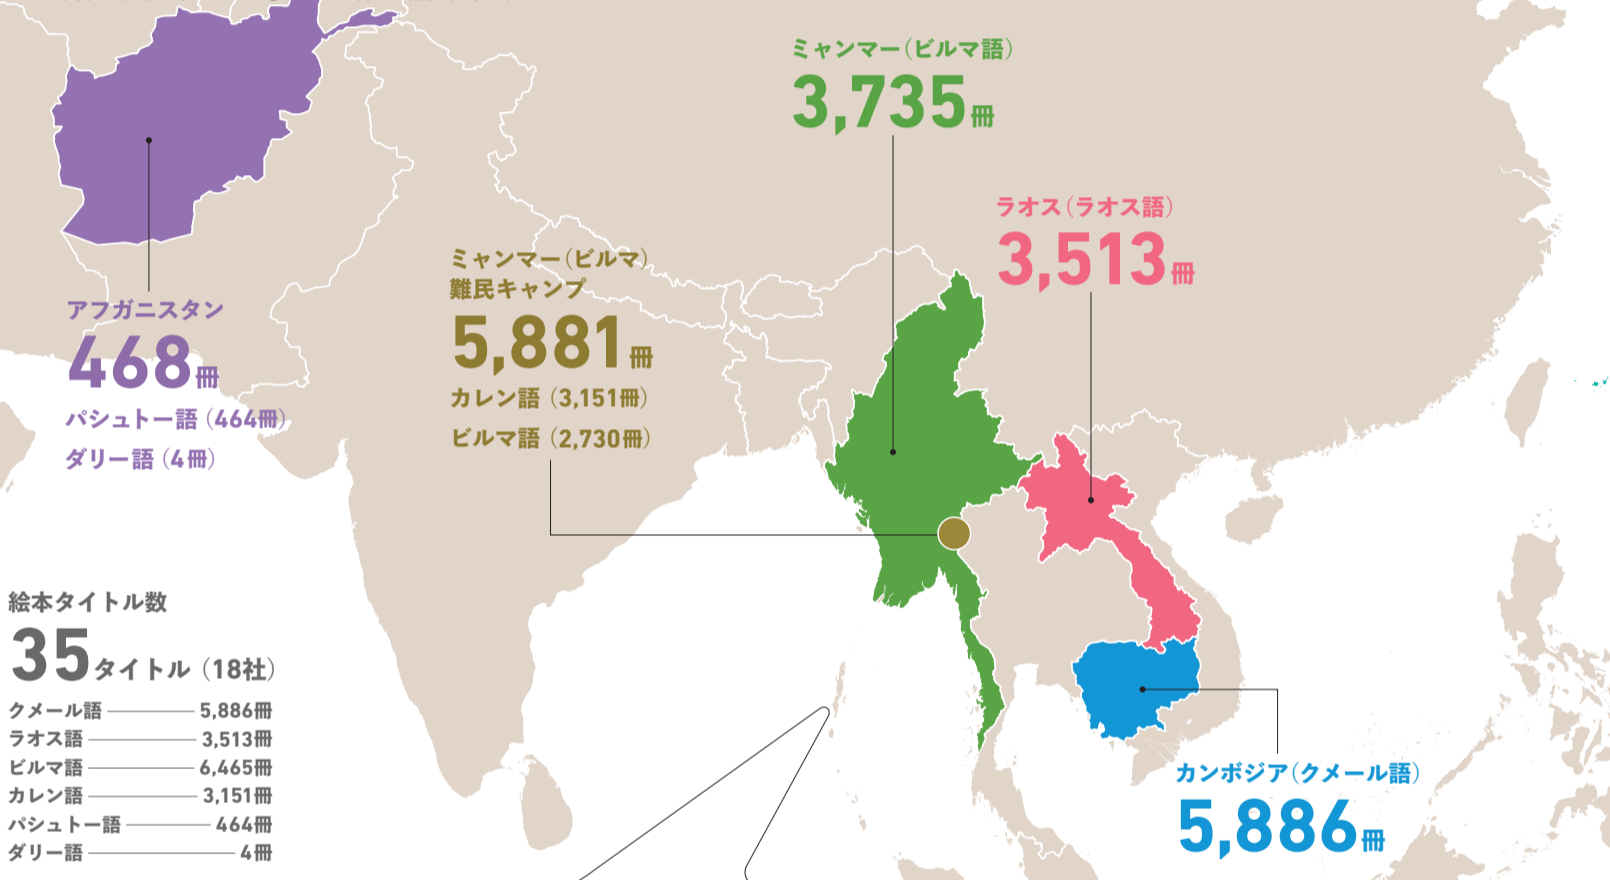 ミャンマー（ビルマ語）
3,735冊
ラオス（ラオス語）
3,513冊
ミャンマー（ビルマ）
難民キャンプ
5,881冊
カレン語（3,151冊）
ビルマ語（2,730冊）
アフガニスタン
468冊
パシュトー語（464冊）
ダリー語（4冊）
絵本タイトル数
35タイトル（18社）
クメール語 5,886冊
ラオス語 3,513冊
ビルマ語 6,465冊
カレン語 3,151冊
パシュトー語 464冊
ダリー語 4冊
カンボジア（クメール語）
5,886冊